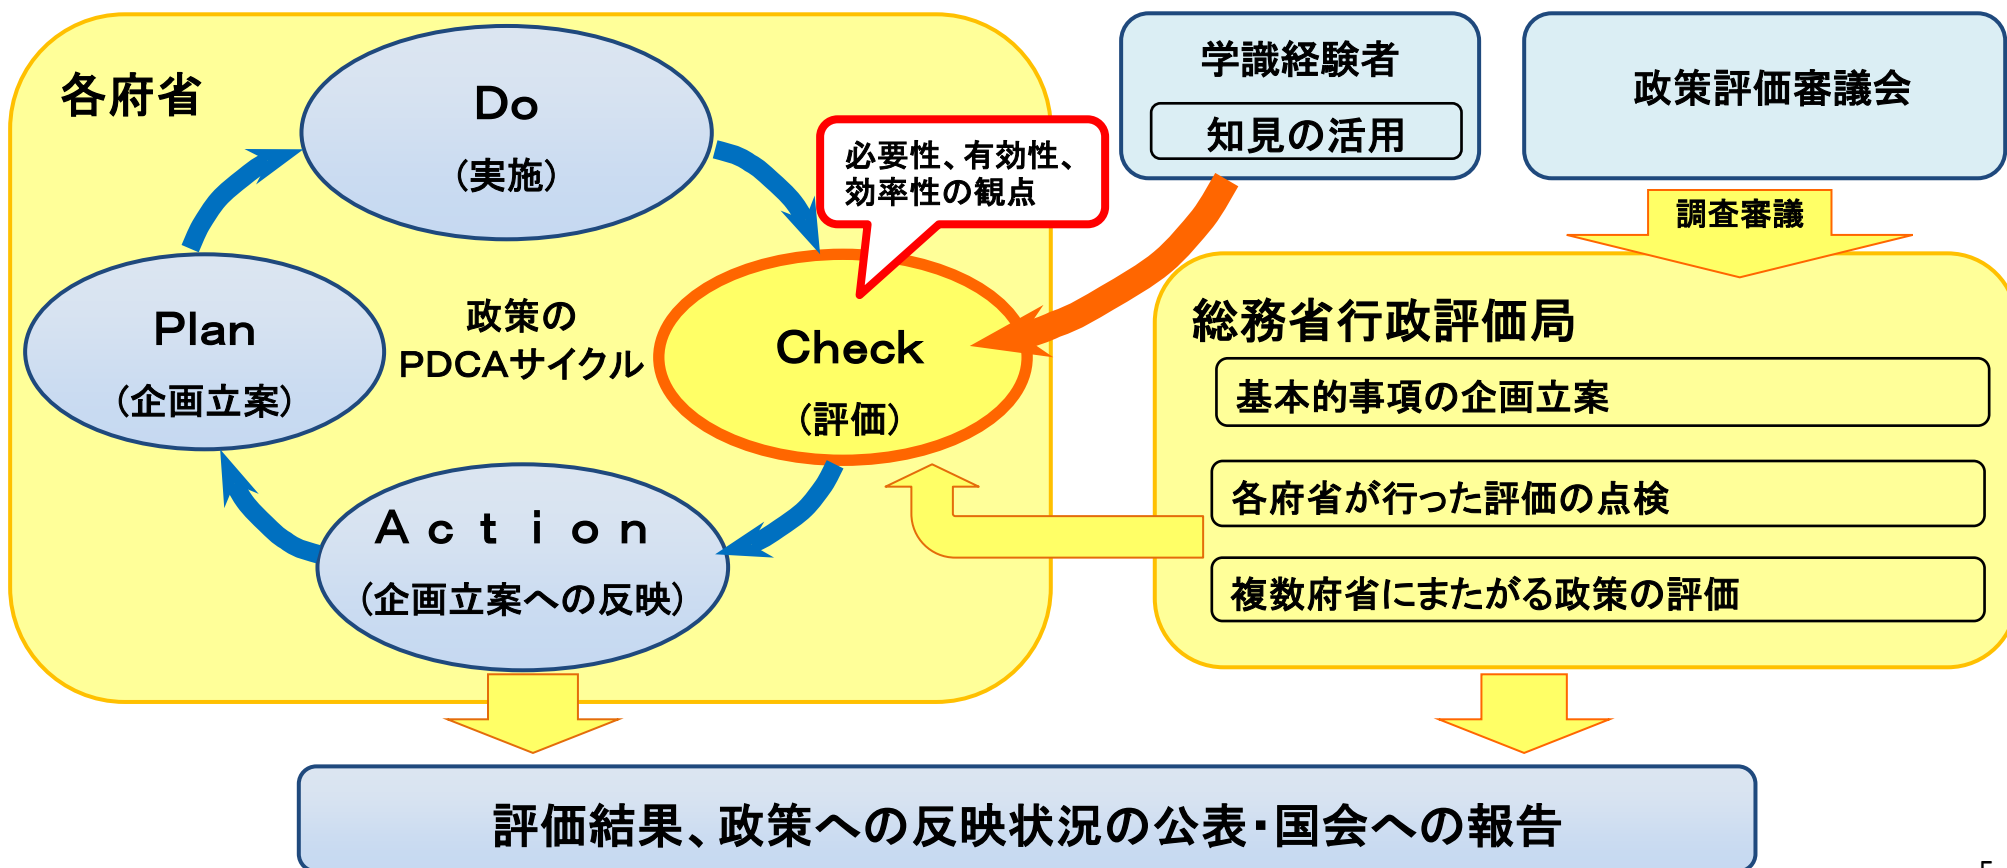 各府省
Do
（実施）
Plan
（企画立案）
政策の
PDCAサイクル
必要性、有効性、
効率性の観点
Check
（評価）
Ａｃｔｉｏｎ
（企画立案への反映）
学識経験者
知見の活用
政策評価審議会
調査審議
総務省行政評価局
基本的事項の企画立案
各府省が行った評価の点検
複数府省にまたがる政策の評価
評価結果、政策への反映状況の公表・国会への報告